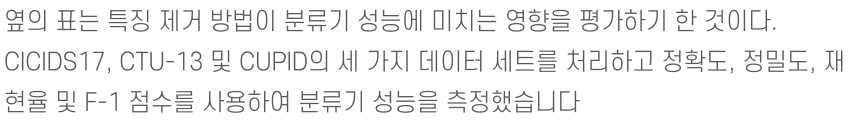 옆의 표는 특징 제거 방법이 분류기 성능에 미치는 영향을 평가하기 한 것이다.
CICIDS17, CTU-13 및 CUPID의 세 가지 데이터 세트를 처리하고 정확도, 정밀도, 재
현율 및 F-1 점수를 사용하여 분류기 성능을 측정했습니다